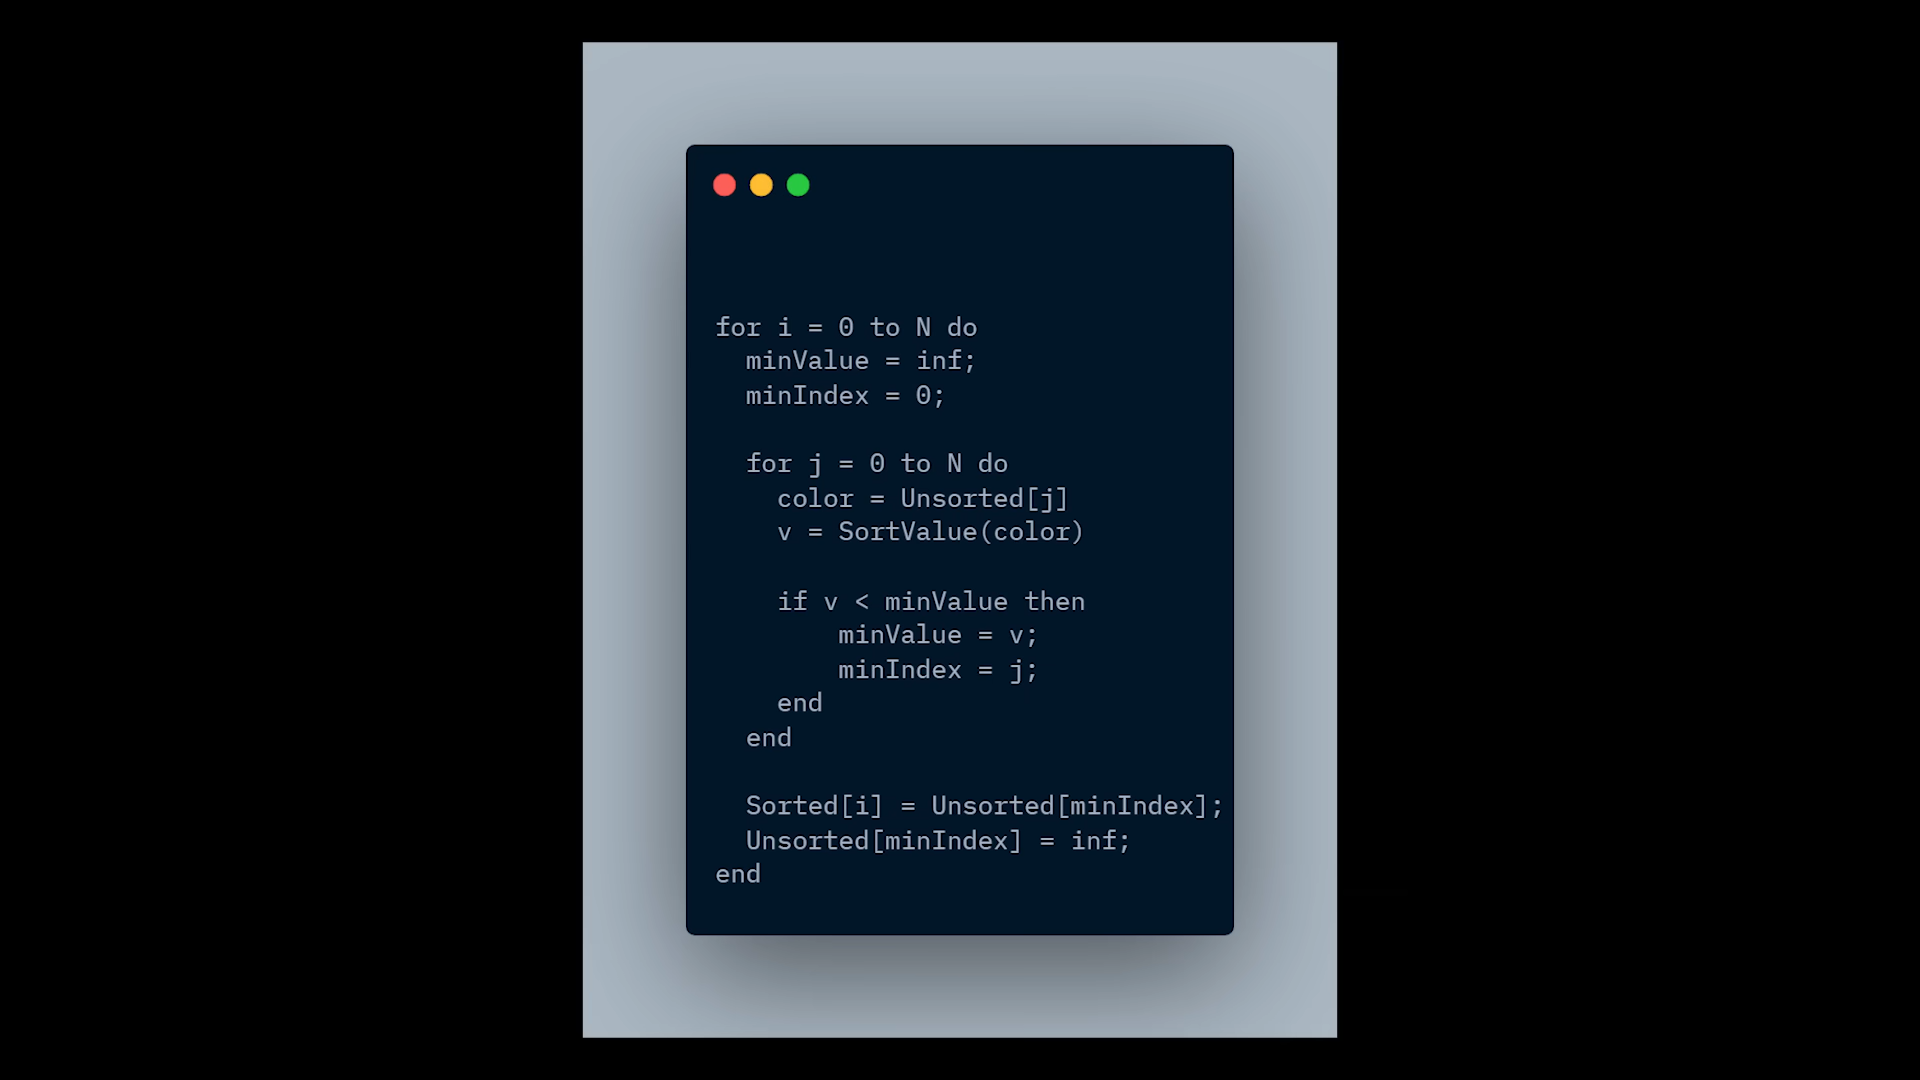 for i = 0 to N do
  minValue = inf;
  minIndex = 0;

  for j = 0 to N do
    color = Unsorted[j]
    v = SortValue(color)

    if v < minValue then
        minValue = v;
        minIndex = j;
    end
  end

  Sorted[i] = Unsorted[minIndex];
  Unsorted[minIndex] = inf;
end